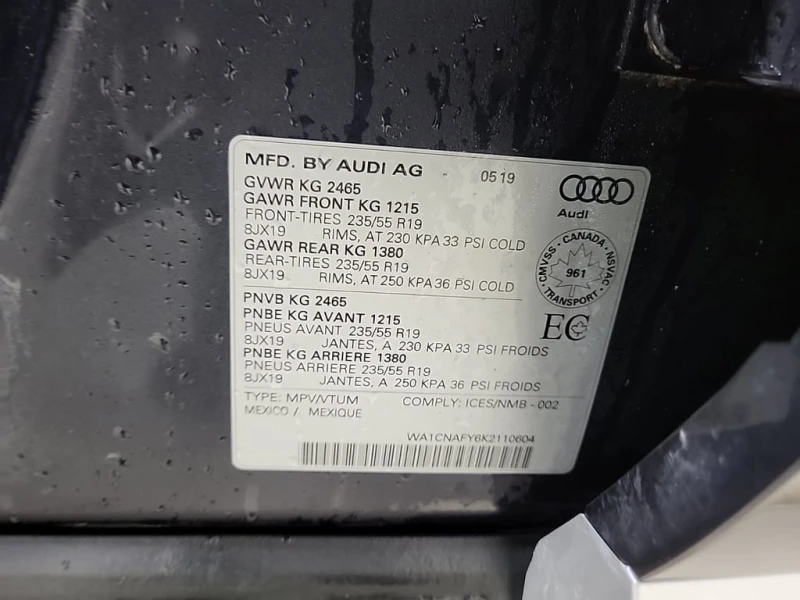 MFD. BY AUDI AG - 0519
GVWR KG 2465
GAWR FRONT KG 1215
FRONT-TIRES 235/55 R19
8JX19 RIMS, AT 230 KPA 33 PSI COLD
GAWR REAR KG 1380
REAR-TIRES 235/55 R19
8JX19 RIMS, AT 250 KPA 36 PSI COLD
Audi
CMVSS - CANADA - NSVAC
961
TRANSPORT
PNVB KG 2465
PNBE KG AVANT 1215
PNEUS AVANT 235/55 R19
8JX19 JANTES, A 230 KPA 33 PSI FROIDS
PNBE KG ARRIERE 1380
PNEUS ARRIERE 235/55 R19
8JX19 JANTES, A 250 KPA 36 PSI FROIDS
EC
TYPE: MPV/VTUM COMPLY: ICES/NMB - 002
MEXICO / MEXIQUE
WA1CNAFY6K2110604